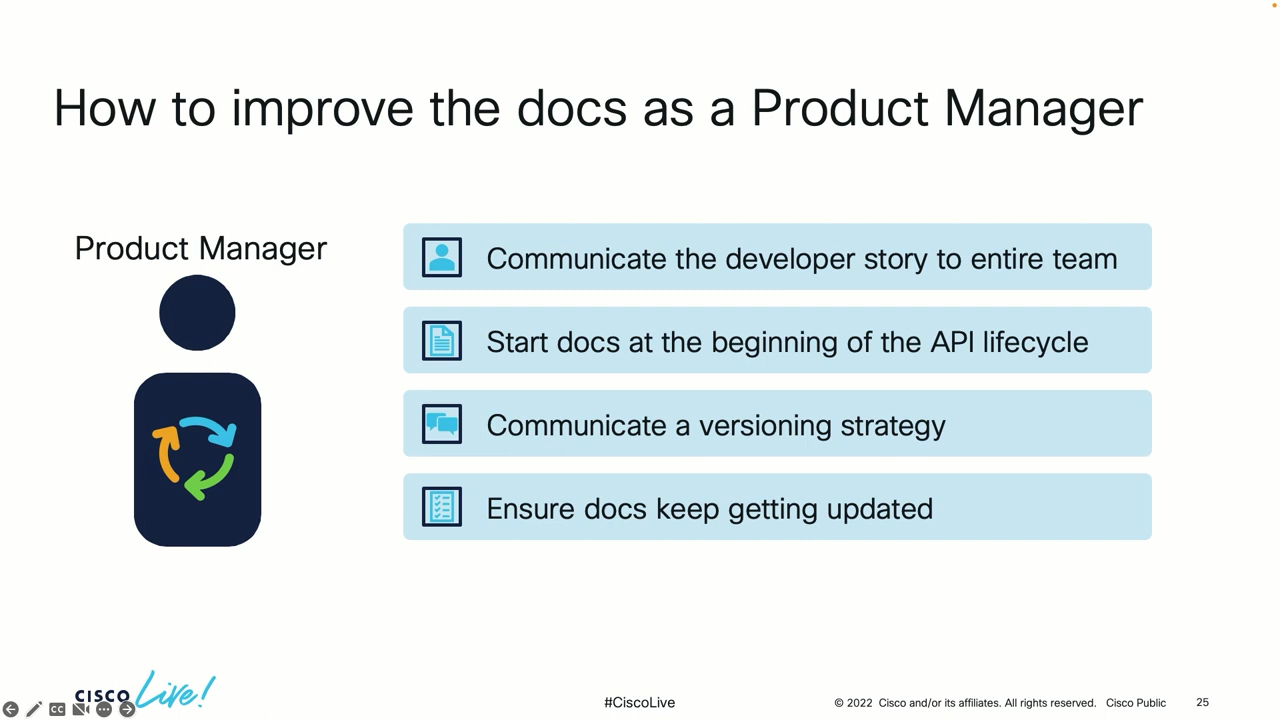 How to improve the docs as a Product Manager
Product Manager
Communicate the developer story to entire team
Start docs at the beginning of the API lifecycle
Communicate a versioning strategy
Ensure docs keep getting updated
CISCO Live!
CC
#CiscoLive
© 2022 Cisco and/or its affiliates. All rights reserved. Cisco Public
25